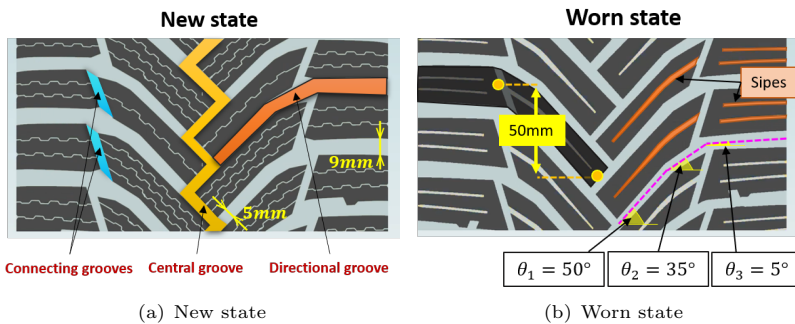 New state
Worn state
9mm
5mm
50mm
Sipes
Connecting grooves
Central groove
Directional groove
θ₁ = 50°
θ₂ = 35°
θ₃ = 5°
(a) New state
(b) Worn state